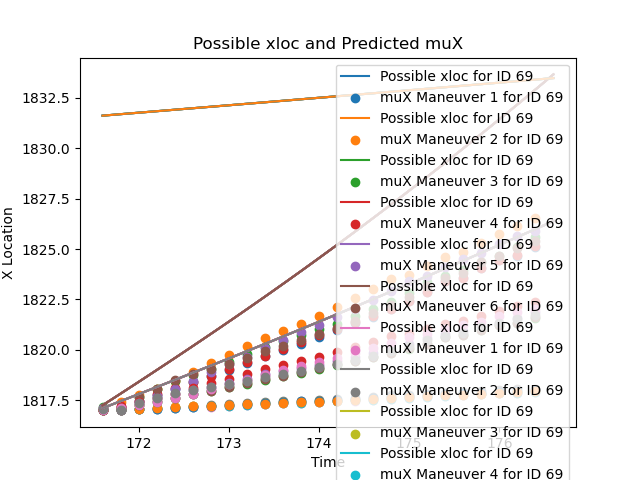 Possible xloc and Predicted muX
X Location
1832.5
1830.0
1827.5
1825.0
1822.5
1820.0
1817.5
172
173
174
175
176
Time
Possible xloc for ID 69
muX Maneuver 1 for ID 69
Possible xloc for ID 69
muX Maneuver 2 for ID 69
Possible xloc for ID 69
muX Maneuver 3 for ID 69
Possible xloc for ID 69
muX Maneuver 4 for ID 69
Possible xloc for ID 69
muX Maneuver 5 for ID 69
Possible xloc for ID 69
muX Maneuver 6 for ID 69
Possible xloc for ID 69
muX Maneuver 1 for ID 69
Possible xloc for ID 69
muX Maneuver 2 for ID 69
Possible xloc for ID 69
muX Maneuver 3 for ID 69
Possible xloc for ID 69
muX Maneuver 4 for ID 69